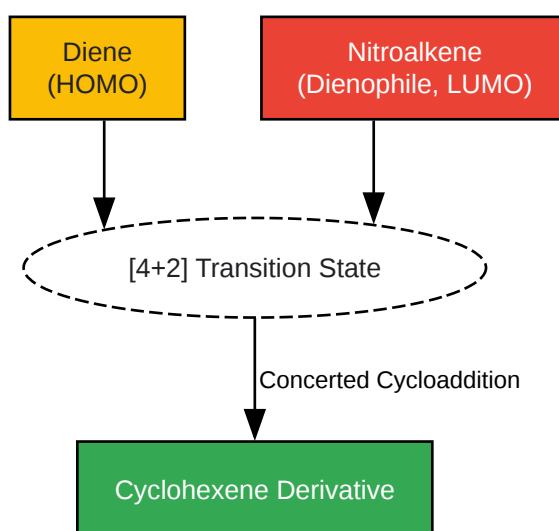 Diene
(HOMO)
Nitroalkene
(Dienophile, LUMO)
[4+2] Transition State
Concerted Cycloaddition
Cyclohexene Derivative